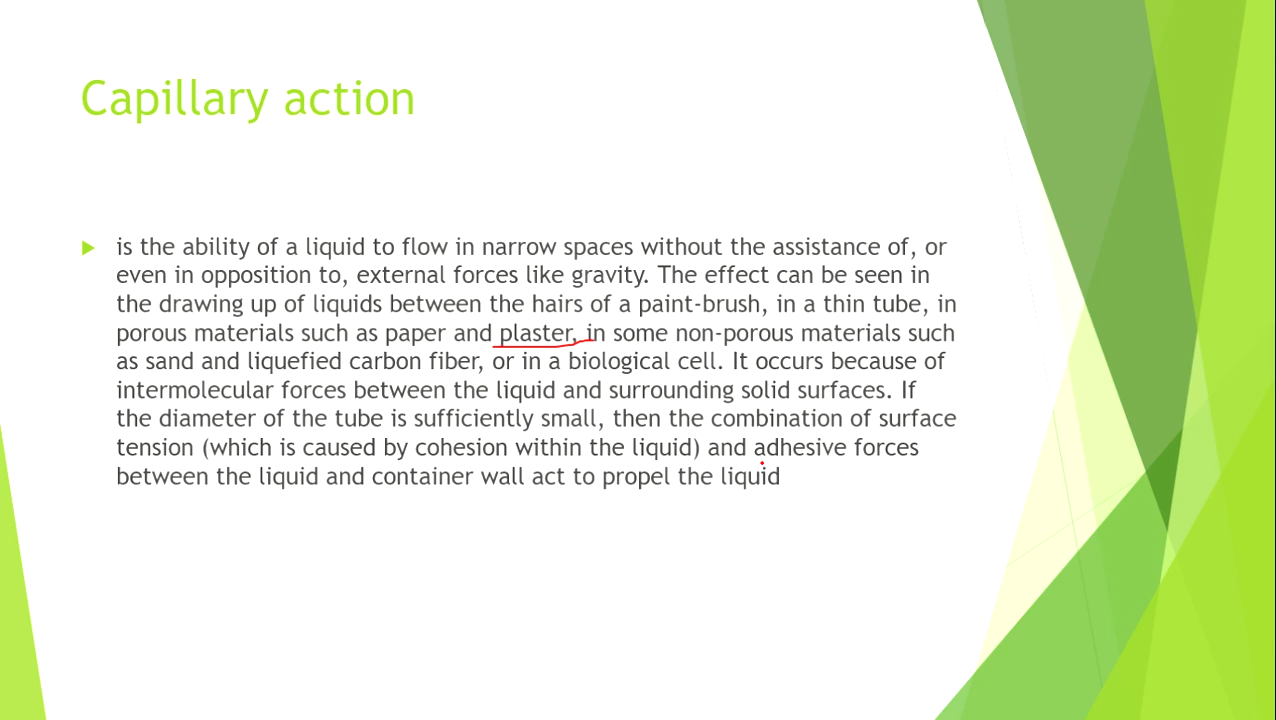 Capillary action
is the ability of a liquid to flow in narrow spaces without the assistance of, or
even in opposition to, external forces like gravity. The effect can be seen in
the drawing up of liquids between the hairs of a paint-brush, in a thin tube, in
porous materials such as paper and plaster, in some non-porous materials such
as sand and liquefied carbon fiber, or in a biological cell. It occurs because of
intermolecular forces between the liquid and surrounding solid surfaces. If
the diameter of the tube is sufficiently small, then the combination of surface
tension (which is caused by cohesion within the liquid) and adhesive forces
between the liquid and container wall act to propel the liquid